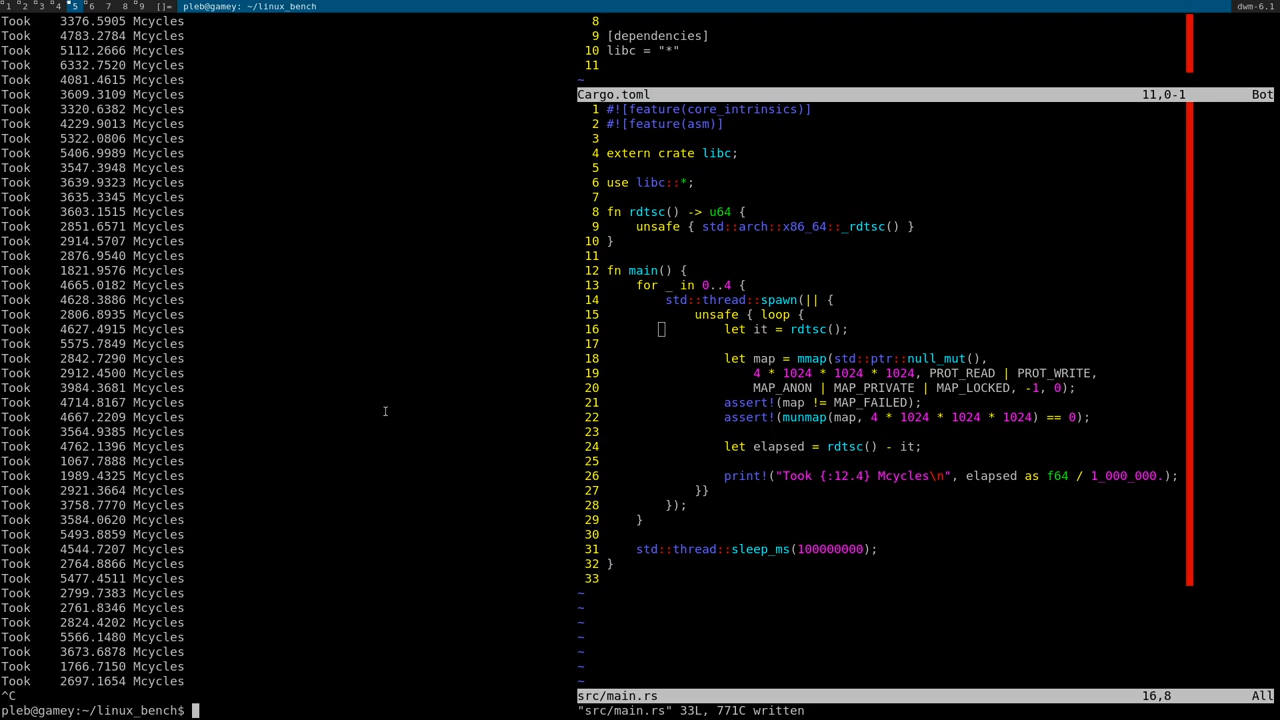 1 2 3 4 5 6 7 8 9 []= pleb@gamey: ~/linux_bench dwm-6.1
Took    3376.5905 Mcycles
Took    4783.2784 Mcycles
Took    5112.2666 Mcycles
Took    6332.7520 Mcycles
Took    4081.4615 Mcycles
Took    3609.3109 Mcycles
Took    3320.6382 Mcycles
Took    4229.9013 Mcycles
Took    5322.0806 Mcycles
Took    5406.9989 Mcycles
Took    3547.3948 Mcycles
Took    3639.9323 Mcycles
Took    3635.3345 Mcycles
Took    3603.1515 Mcycles
Took    2851.6571 Mcycles
Took    2914.5707 Mcycles
Took    2876.9540 Mcycles
Took    1821.9576 Mcycles
Took    4665.0182 Mcycles
Took    4628.3886 Mcycles
Took    2806.8935 Mcycles
Took    4627.4915 Mcycles
Took    5575.7849 Mcycles
Took    2842.7290 Mcycles
Took    2912.4500 Mcycles
Took    3984.3681 Mcycles
Took    4714.8167 Mcycles
Took    4667.2209 Mcycles
Took    3564.9385 Mcycles
Took    4762.1396 Mcycles
Took    1067.7888 Mcycles
Took    1989.4325 Mcycles
Took    2921.3664 Mcycles
Took    3758.7770 Mcycles
Took    3584.0620 Mcycles
Took    5493.8859 Mcycles
Took    4544.7207 Mcycles
Took    2764.8866 Mcycles
Took    5477.4511 Mcycles
Took    2799.7383 Mcycles
Took    2761.8346 Mcycles
Took    2824.4202 Mcycles
Took    5566.1480 Mcycles
Took    3673.6878 Mcycles
Took    1766.7150 Mcycles
Took    2697.1654 Mcycles
^C
pleb@gamey:~/linux_bench$
8
9 [dependencies]
10 libc = "*"
11
~
Cargo.toml 11,0-1 Bot
1 #![feature(core_intrinsics)]
2 #![feature(asm)]
3
4 extern crate libc;
5
6 use libc::*;
7
8 fn rdtsc() -> u64 {
9     unsafe { std::arch::x86_64::_rdtsc() }
10 }
11
12 fn main() {
13     for _ in 0..4 {
14         std::thread::spawn(|| {
15             unsafe { loop {
16                 let it = rdtsc();
17
18                 let map = mmap(std::ptr::null_mut(),
19                     4 * 1024 * 1024 * 1024, PROT_READ | PROT_WRITE,
20                     MAP_ANON | MAP_PRIVATE | MAP_LOCKED, -1, 0);
21                 assert!(map != MAP_FAILED);
22                 assert!(munmap(map, 4 * 1024 * 1024 * 1024) == 0);
23
24                 let elapsed = rdtsc() - it;
25
26                 print!("Took {:12.4} Mcycles\n", elapsed as f64 / 1_000_000.);
27             }}
28         });
29     }
30
31     std::thread::sleep_ms(100000000);
32 }
33
~
~
~
~
~
~
~
src/main.rs 16,8 All
"src/main.rs" 33L, 771C written